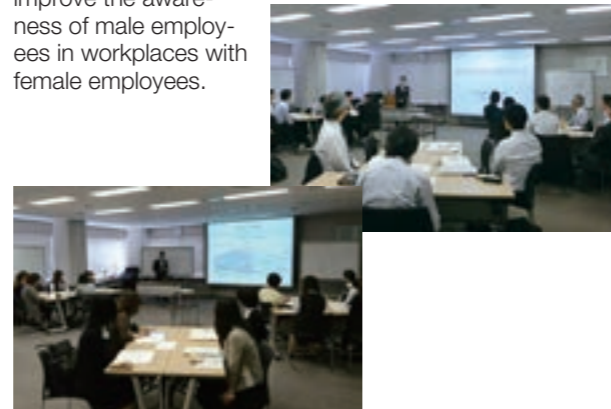 improve the aware-
ness of male employ-
ees in workplaces with
female employees.